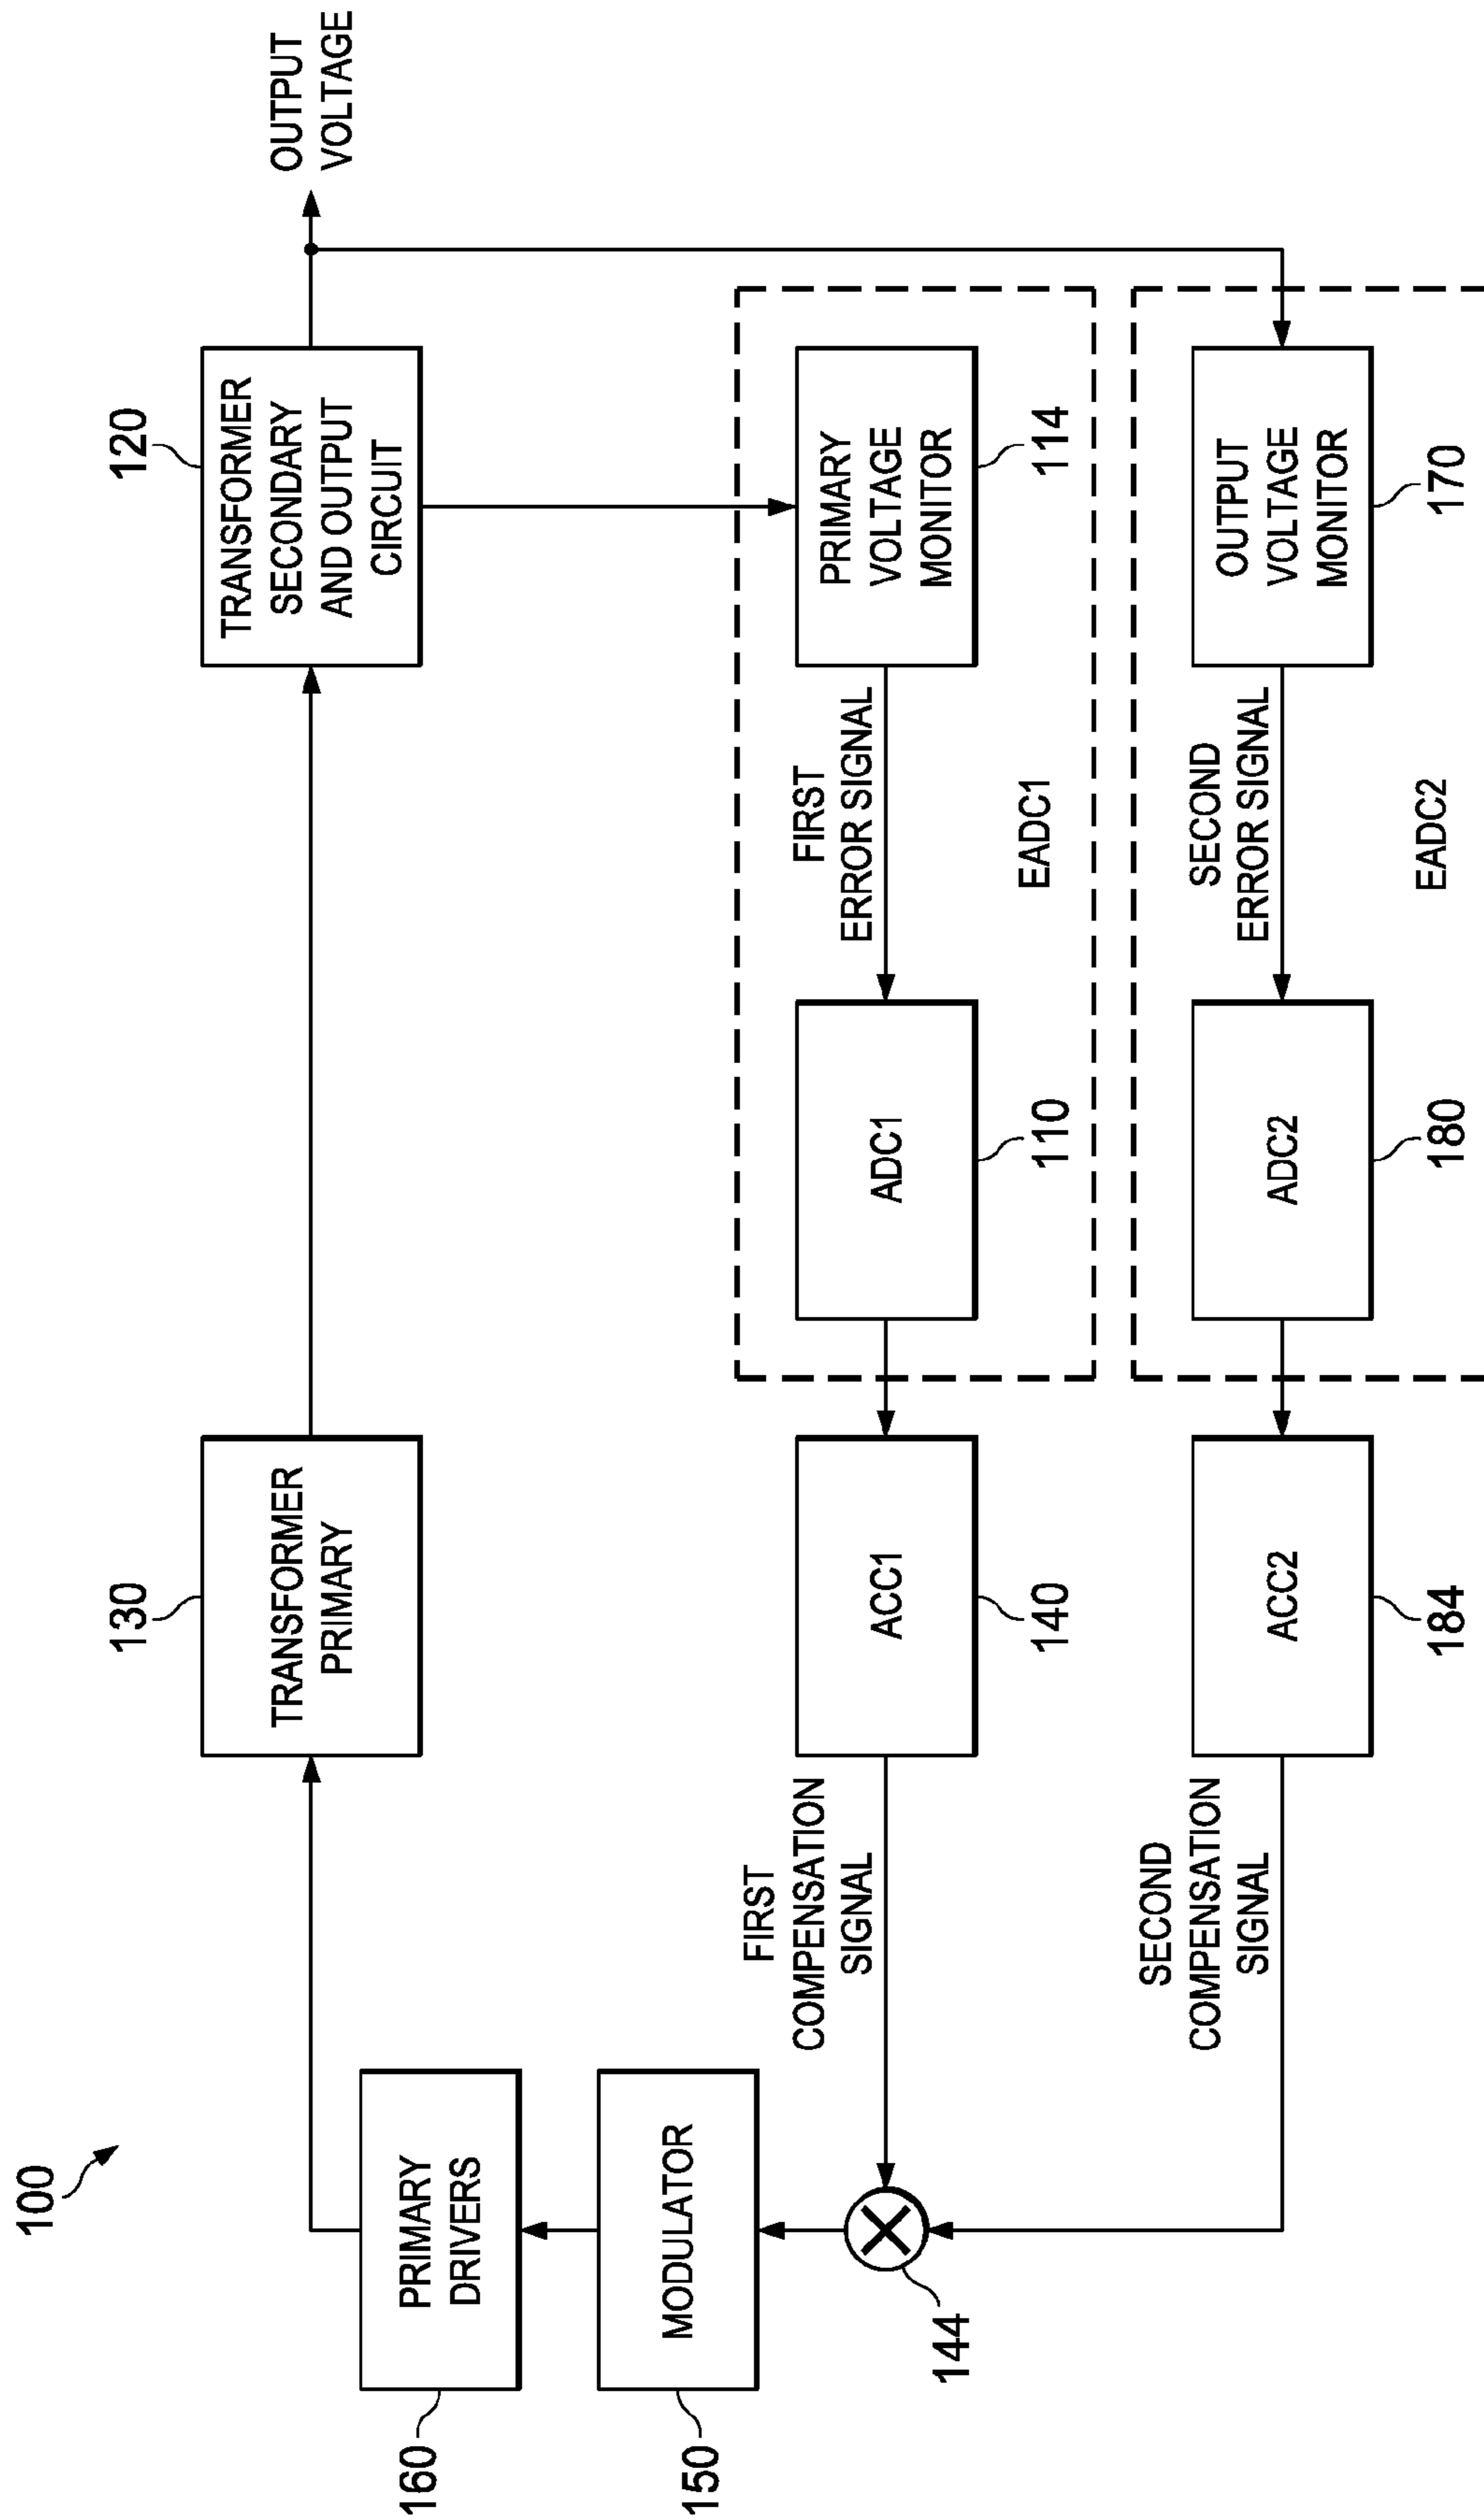 100
130
120
TRANSFORMER
PRIMARY
TRANSFORMER
SECONDARY
AND OUTPUT
CIRCUIT
OUTPUT
VOLTAGE
160
PRIMARY
DRIVERS
150
MODULATOR
144
FIRST
COMPENSATION
SIGNAL
ACC1
140
ADC1
110
FIRST
ERROR SIGNAL
EADC1
PRIMARY
VOLTAGE
MONITOR
114
SECOND
COMPENSATION
SIGNAL
ACC2
184
ADC2
180
SECOND
ERROR SIGNAL
EADC2
OUTPUT
VOLTAGE
MONITOR
170